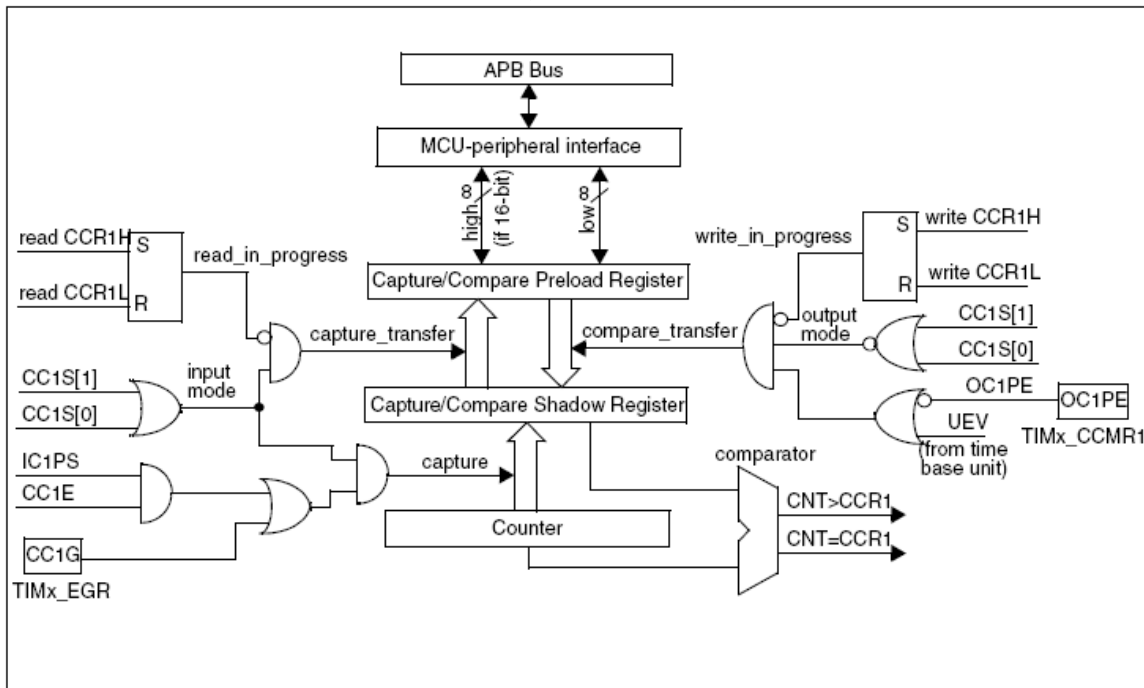 APB Bus
MCU-peripheral interface
8
high
(if 16-bit)
8
low
read CCR1H
S
read_in_progress
read CCR1L
R
write_in_progress
S
write CCR1H
R
write CCR1L
Capture/Compare Preload Register
capture_transfer
compare_transfer
output
mode
CC1S[1]
CC1S[0]
input
mode
CC1S[1]
CC1S[0]
Capture/Compare Shadow Register
OC1PE
OC1PE
UEV
TIMx_CCMR1
(from time
base unit)
IC1PS
CC1E
capture
comparator
CNT>CCR1
CNT=CCR1
Counter
CC1G
TIMx_EGR